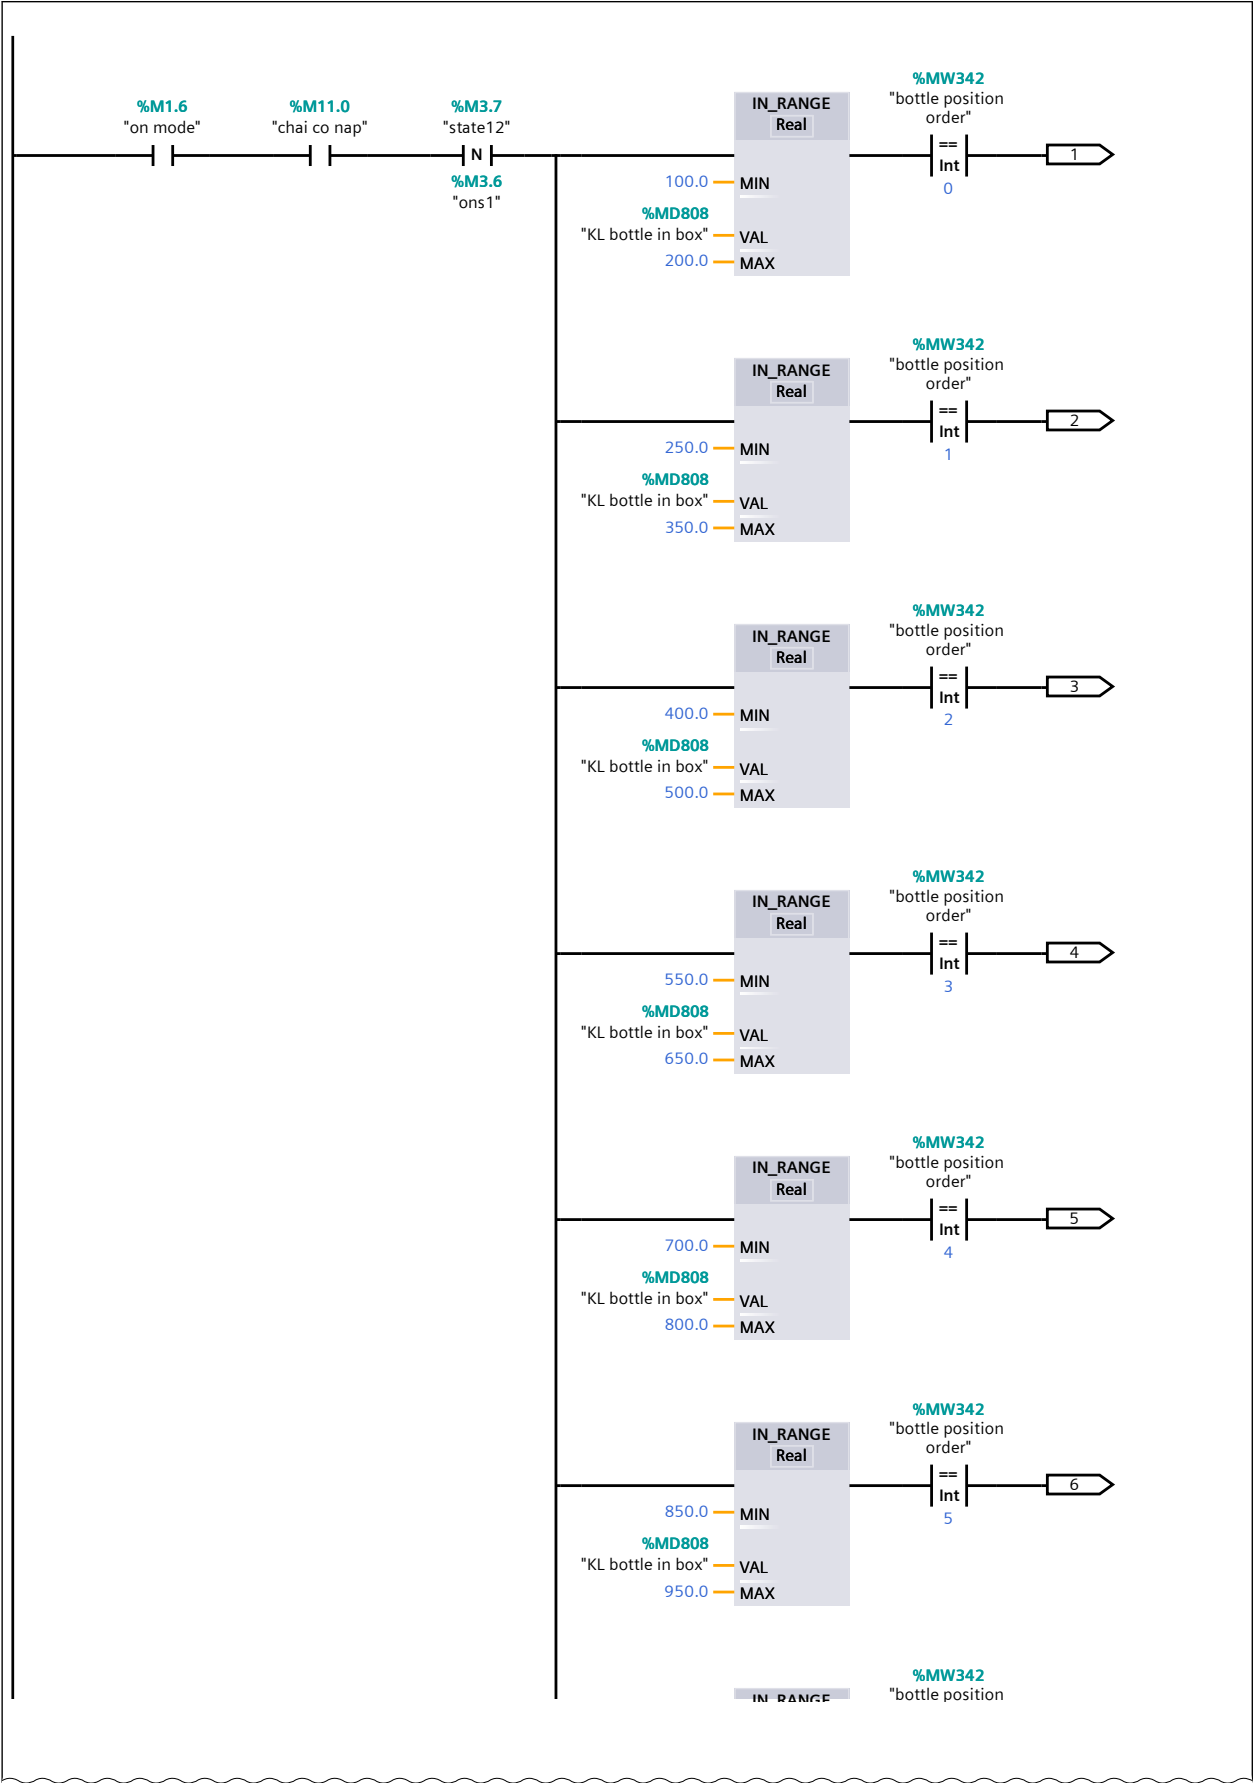 %M1.6
"on mode"
%M11.0
"chai co nap"
%M3.7
"state12"
N
%M3.6
"ons1"
IN_RANGE
Real
100.0 MIN
%MD808
"KL bottle in box" VAL
200.0 MAX
%MW342
"bottle position
order"
==
Int
0
1
IN_RANGE
Real
250.0 MIN
%MD808
"KL bottle in box" VAL
350.0 MAX
%MW342
"bottle position
order"
==
Int
1
2
IN_RANGE
Real
400.0 MIN
%MD808
"KL bottle in box" VAL
500.0 MAX
%MW342
"bottle position
order"
==
Int
2
3
IN_RANGE
Real
550.0 MIN
%MD808
"KL bottle in box" VAL
650.0 MAX
%MW342
"bottle position
order"
==
Int
3
4
IN_RANGE
Real
700.0 MIN
%MD808
"KL bottle in box" VAL
800.0 MAX
%MW342
"bottle position
order"
==
Int
4
5
IN_RANGE
Real
850.0 MIN
%MD808
"KL bottle in box" VAL
950.0 MAX
%MW342
"bottle position
order"
==
Int
5
6
IN_RANGE
%MW342
"bottle position